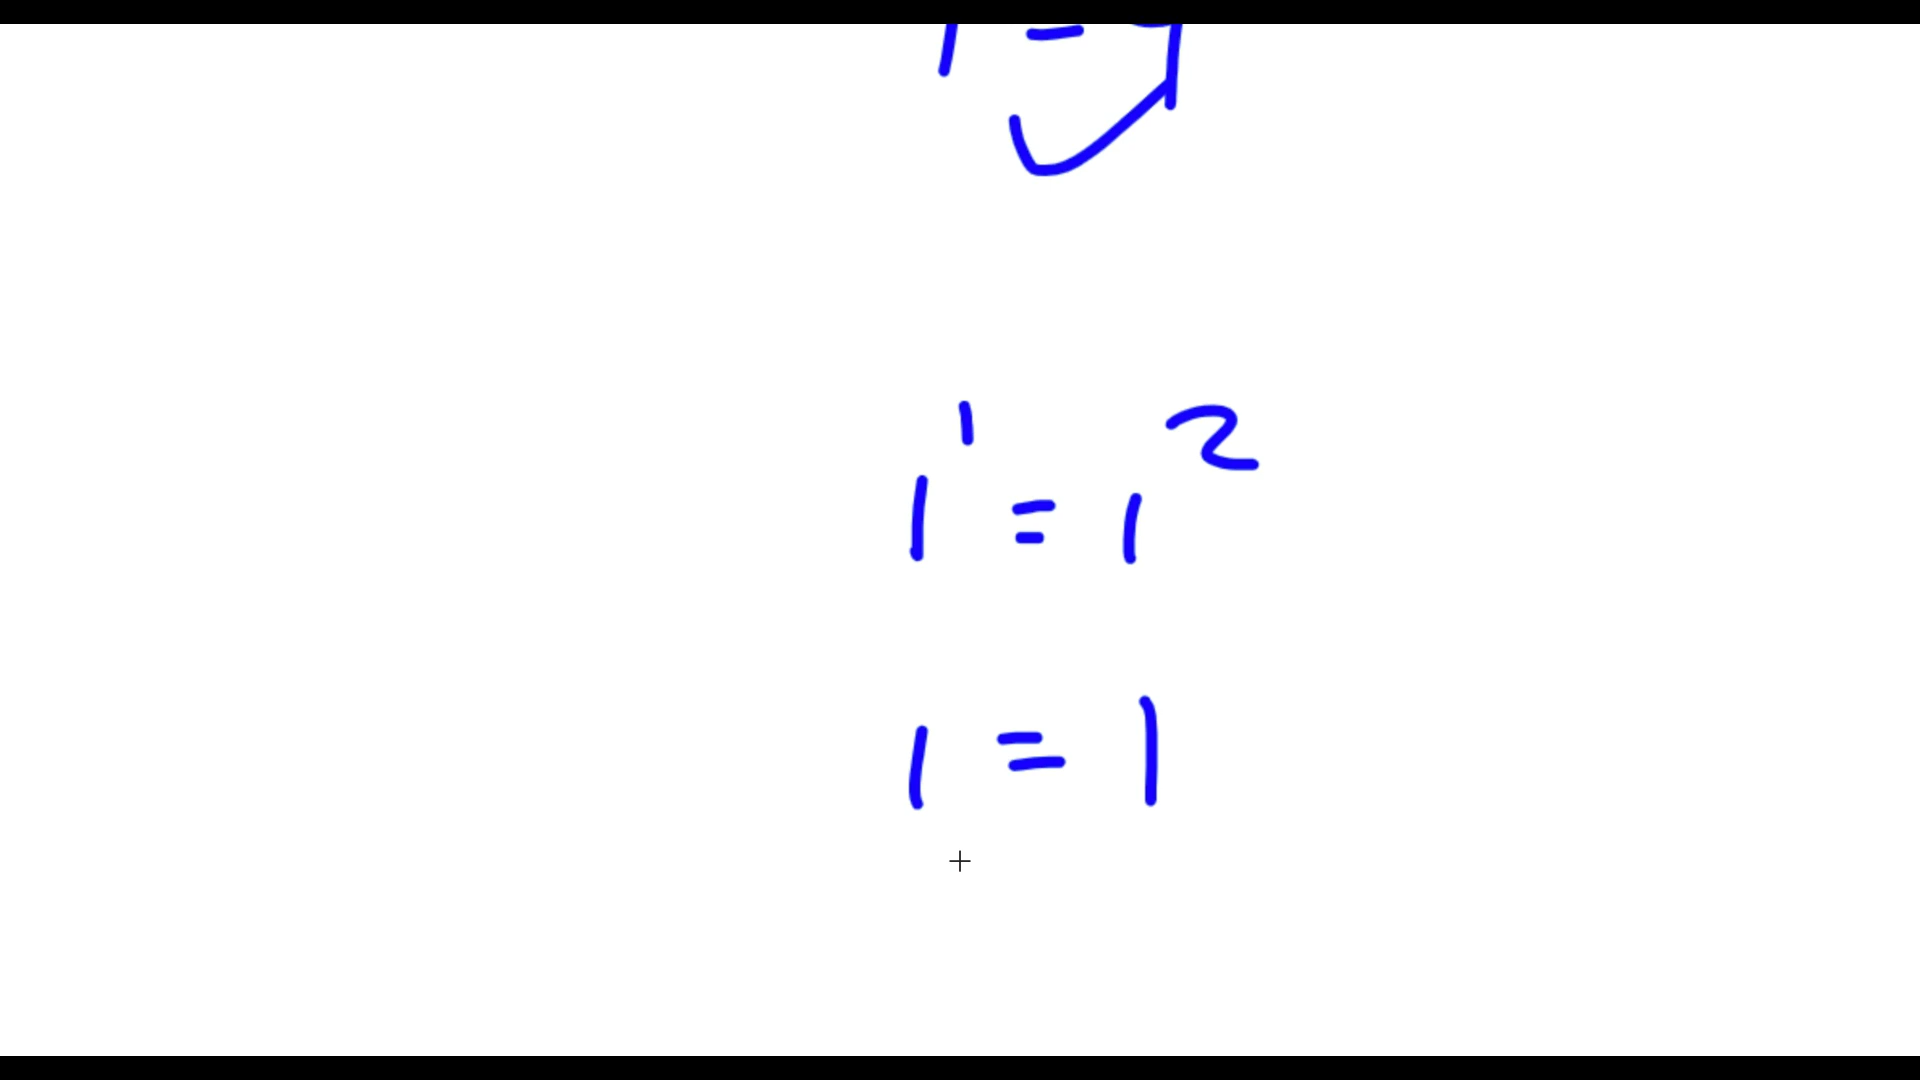 1¹ = 1²
1 = 1